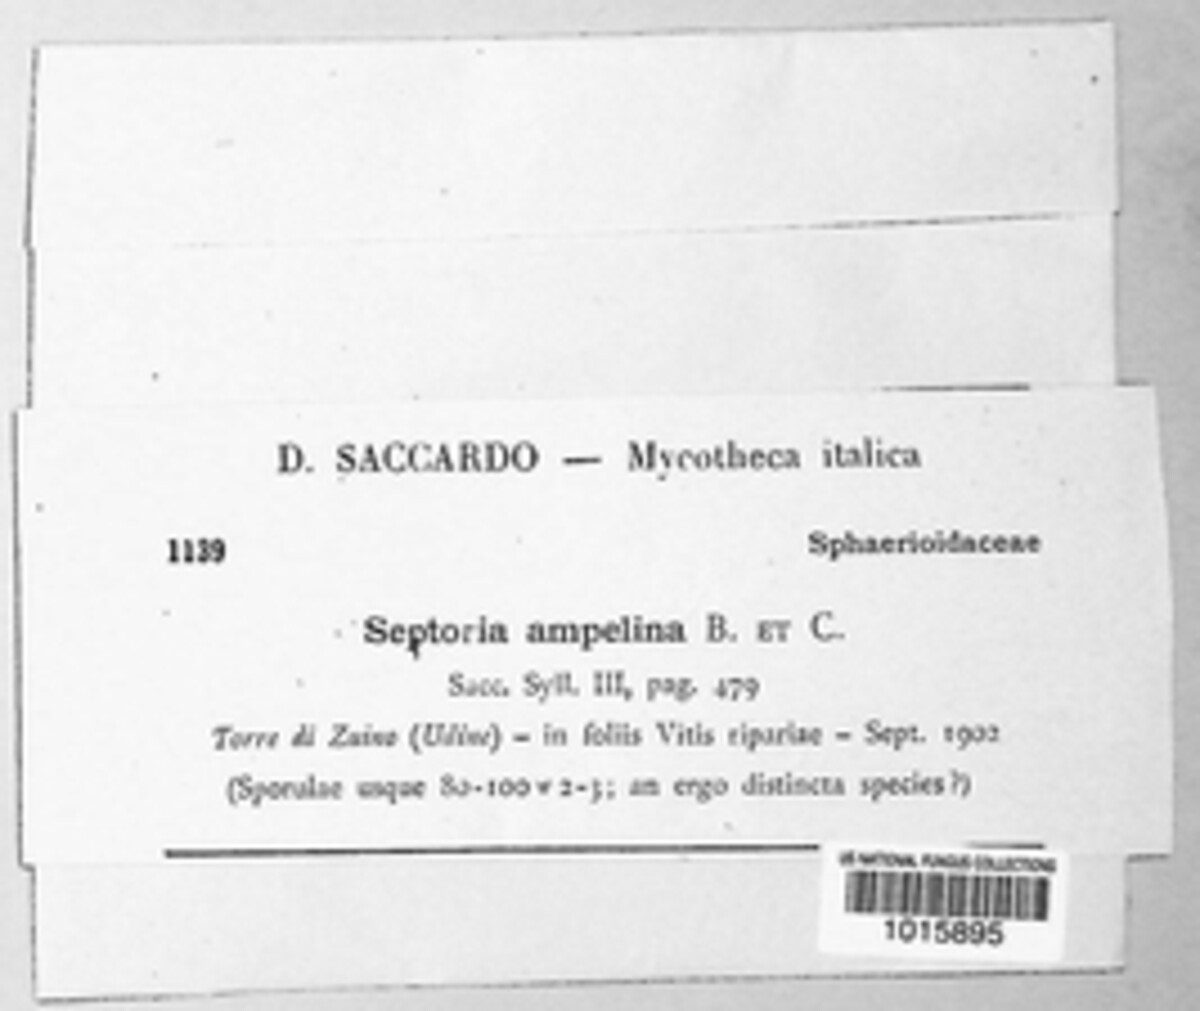 D. SACCARDO — Mycotheca italica
1139
Sphaerioidaceae
Septoria ampelina B. ET C.
Sacc. Syll. III, pag. 479
Torre di Zuino (Udine) – in foliis Vitis ripariae – Sept. 1902
(Sporulae usque 80-100 v 2-3; an ergo distincta species?)
US NATIONAL FUNGUS COLLECTIONS
1015895